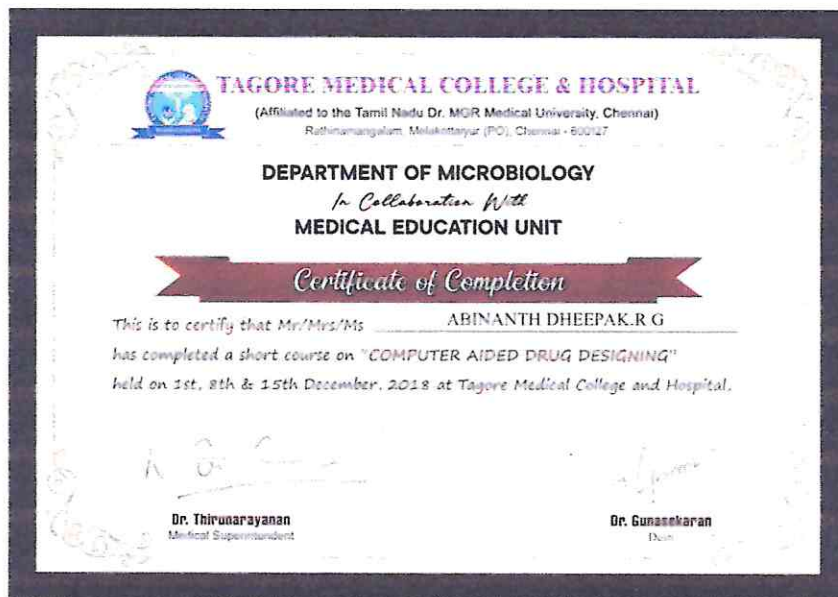 TAGORE MEDICAL COLLEGE & HOSPITAL
(Affiliated to the Tamil Nadu Dr. MGR Medical University, Chennai)
Rathinamangalam, Melakottaiyur (PO), Chennai - 600127
DEPARTMENT OF MICROBIOLOGY
In Collaboration With
MEDICAL EDUCATION UNIT
Certificate of Completion
This is to certify that Mr/Mrs/Ms ABINANTH DHEEPAK.R G
has completed a short course on "COMPUTER AIDED DRUG DESIGNING"
held on 1st, 8th & 15th December, 2018 at Tagore Medical College and Hospital.
Dr. Thirunarayanan
Medical Superintendent
Dr. Gunasekaran
Dean